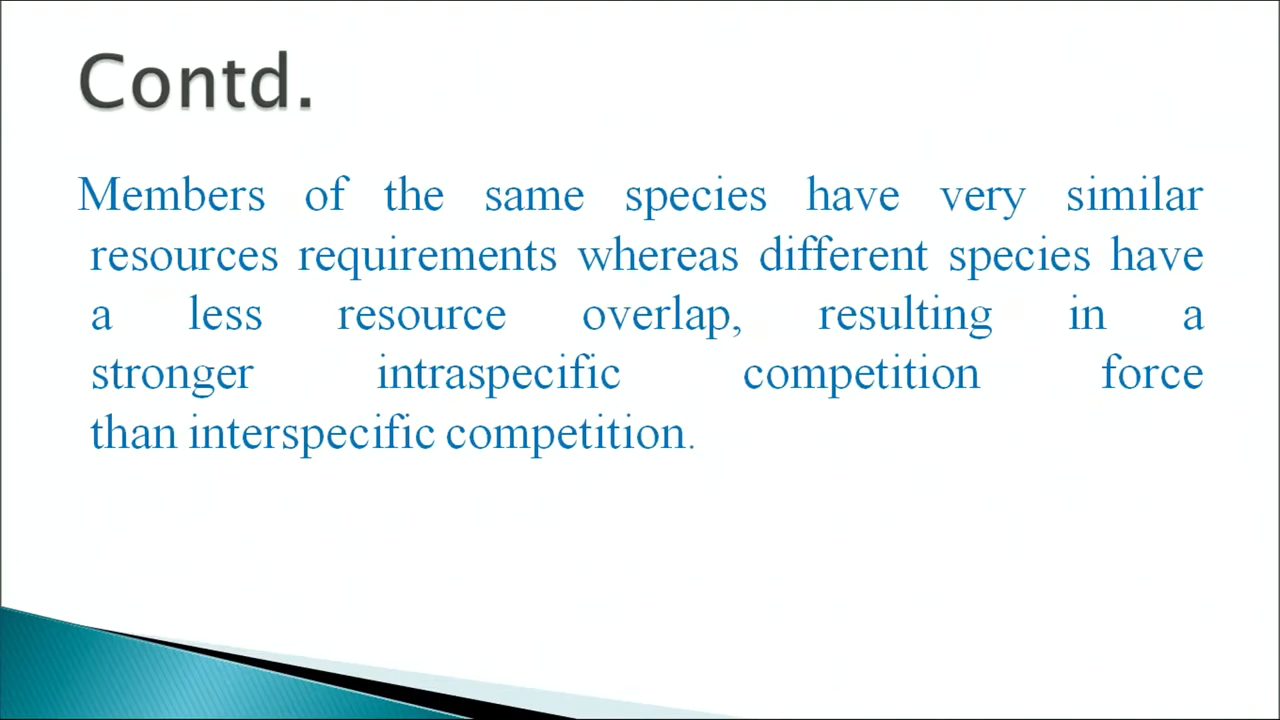 Contd.
Members of the same species have very similar
resources requirements whereas different species have
a less resource overlap, resulting in a
stronger intraspecific competition force
than interspecific competition.